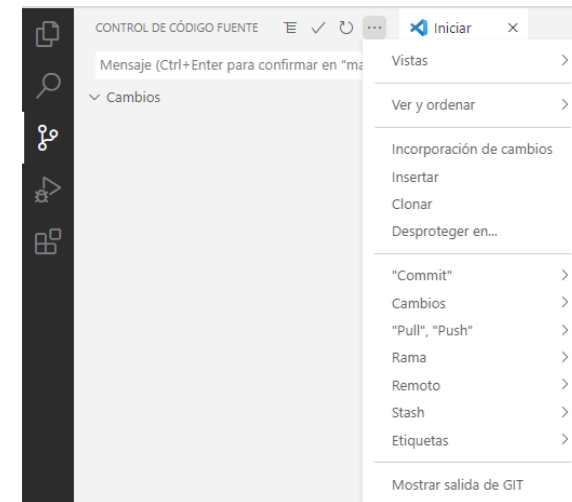 CONTROL DE CÓDIGO FUENTE
Iniciar
Mensaje (Ctrl+Enter para confirmar en "ma
Cambios
Vistas
Ver y ordenar
Incorporación de cambios
Insertar
Clonar
Desproteger en...
"Commit"
Cambios
"Pull", "Push"
Rama
Remoto
Stash
Etiquetas
Mostrar salida de GIT